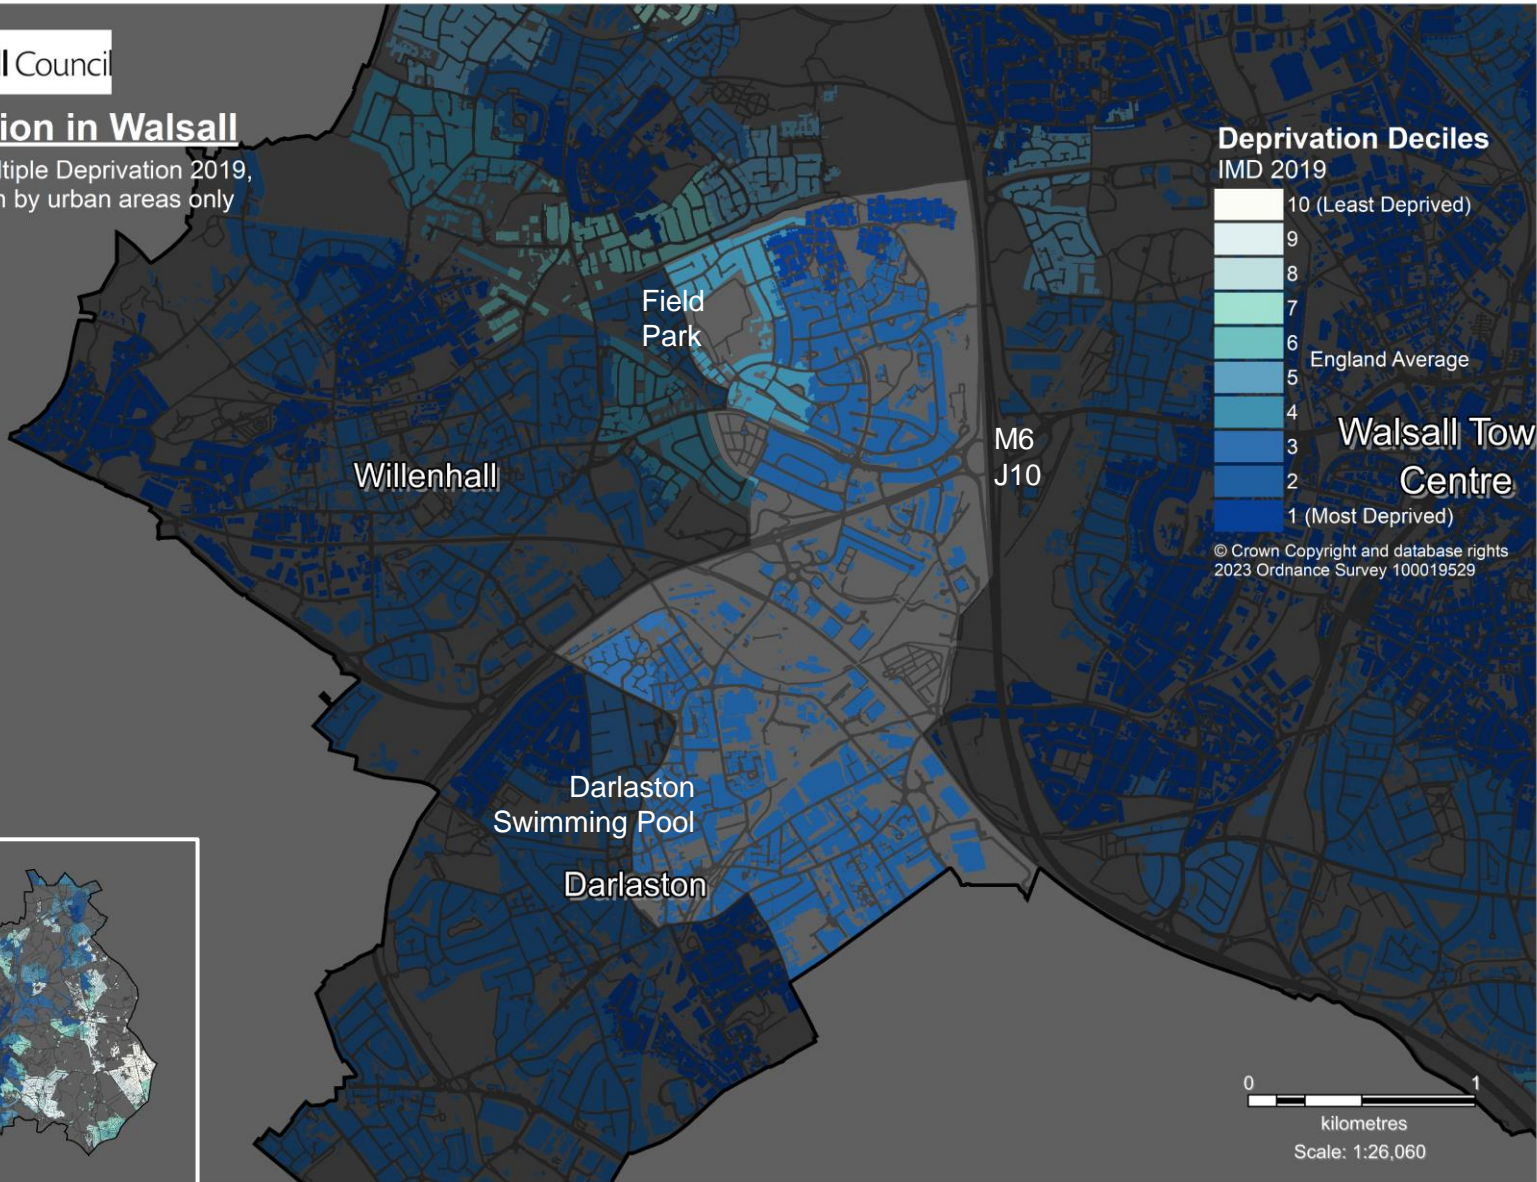 l Council
ion in Walsall
ltiple Deprivation 2019,
n by urban areas only
Deprivation Deciles
IMD 2019
10 (Least Deprived)
9
8
7
6
England Average
5
4
3
2
1 (Most Deprived)
© Crown Copyright and database rights
2023 Ordnance Survey 100019529
Field
Park
M6
J10
Walsall Tow
Centre
Willenhall
Darlaston
Swimming Pool
Darlaston
0 1
kilometres
Scale: 1:26,060